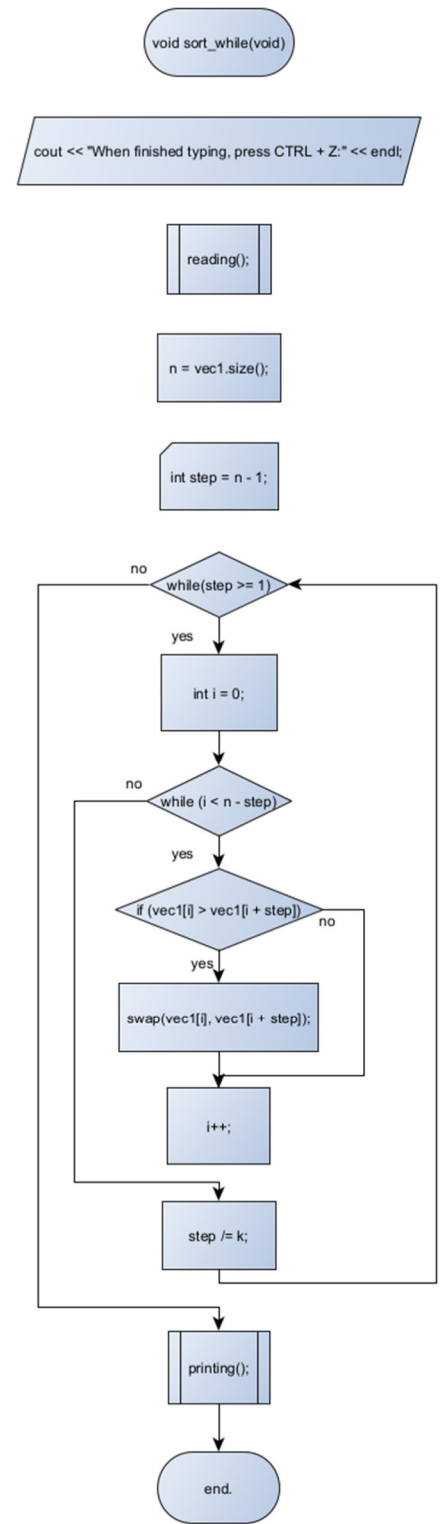 void sort_while(void)
cout << "When finished typing, press CTRL + Z:" << endl;
reading();
n = vec1.size();
int step = n - 1;
no
while(step >= 1)
yes
int i = 0;
no
while (i < n - step)
yes
if (vec1[i] > vec1[i + step])
no
yes
swap(vec1[i], vec1[i + step]);
i++;
step /= k;
printing();
end.